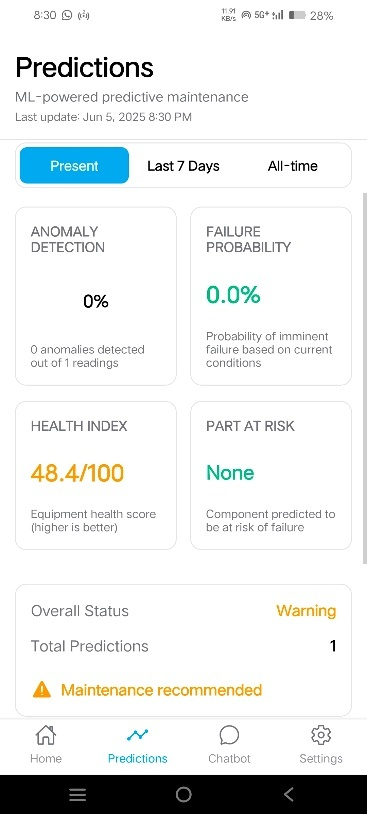 8:30
11.91 KB/s 5G+ 28%
Predictions
ML-powered predictive maintenance
Last update: Jun 5, 2025 8:30 PM
Present Last 7 Days All-time
ANOMALY
DETECTION
0%
0 anomalies detected
out of 1 readings
FAILURE
PROBABILITY
0.0%
Probability of imminent
failure based on current
conditions
HEALTH INDEX
48.4/100
Equipment health score
(higher is better)
PART AT RISK
None
Component predicted to
be at risk of failure
Overall Status Warning
Total Predictions 1
Maintenance recommended
Home Predictions Chatbot Settings